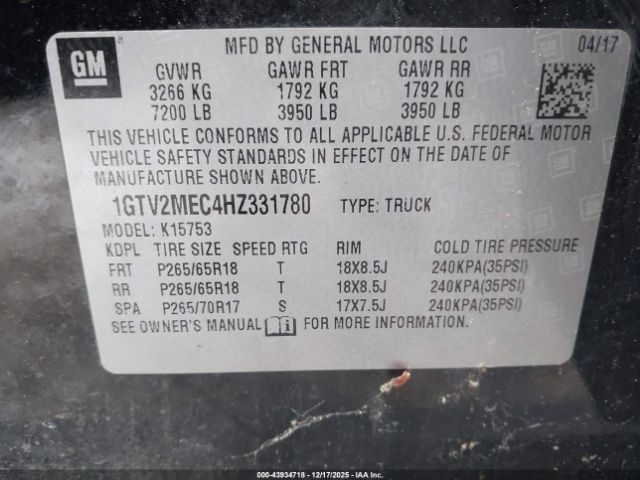 GM
MFD BY GENERAL MOTORS LLC 04/17
GVWR GAWR FRT GAWR RR
3266 KG 1792 KG 1792 KG
7200 LB 3950 LB 3950 LB
THIS VEHICLE CONFORMS TO ALL APPLICABLE U.S. FEDERAL MOTOR
VEHICLE SAFETY STANDARDS IN EFFECT ON THE DATE OF
MANUFACTURE SHOWN ABOVE.
1GTV2MEC4HZ331780 TYPE: TRUCK
MODEL: K15753
KDPL TIRE SIZE SPEED RTG RIM COLD TIRE PRESSURE
FRT P265/65R18 T 18X8.5J 240KPA(35PSI)
RR P265/65R18 T 18X8.5J 240KPA(35PSI)
SPA P265/70R17 S 17X7.5J 240KPA(35PSI)
SEE OWNER'S MANUAL FOR MORE INFORMATION.
000-43934718 - 12/17/2025 - IAA Inc.